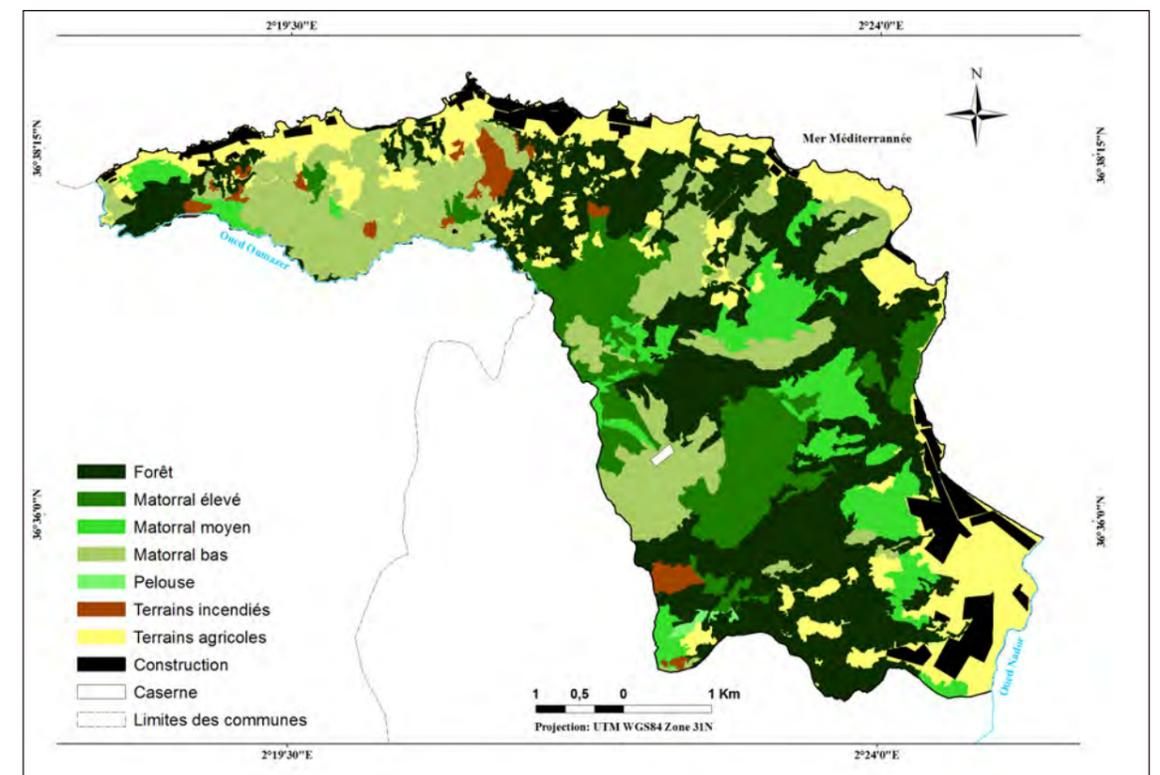 2°19'30"E
2°24'0"E
N
36°38'15"N
36°38'15"N
Mer Méditerrannée
Oued Oumazer
Forêt
Matorral élevé
Matorral moyen
Matorral bas
Pelouse
Terrains incendiés
Terrains agricoles
Construction
Caserne
Limites des communes
36°36'0"N
36°36'0"N
Oued Nador
1 0,5 0 1 Km
Projection: UTM WGS84 Zone 31N
2°19'30"E
2°24'0"E